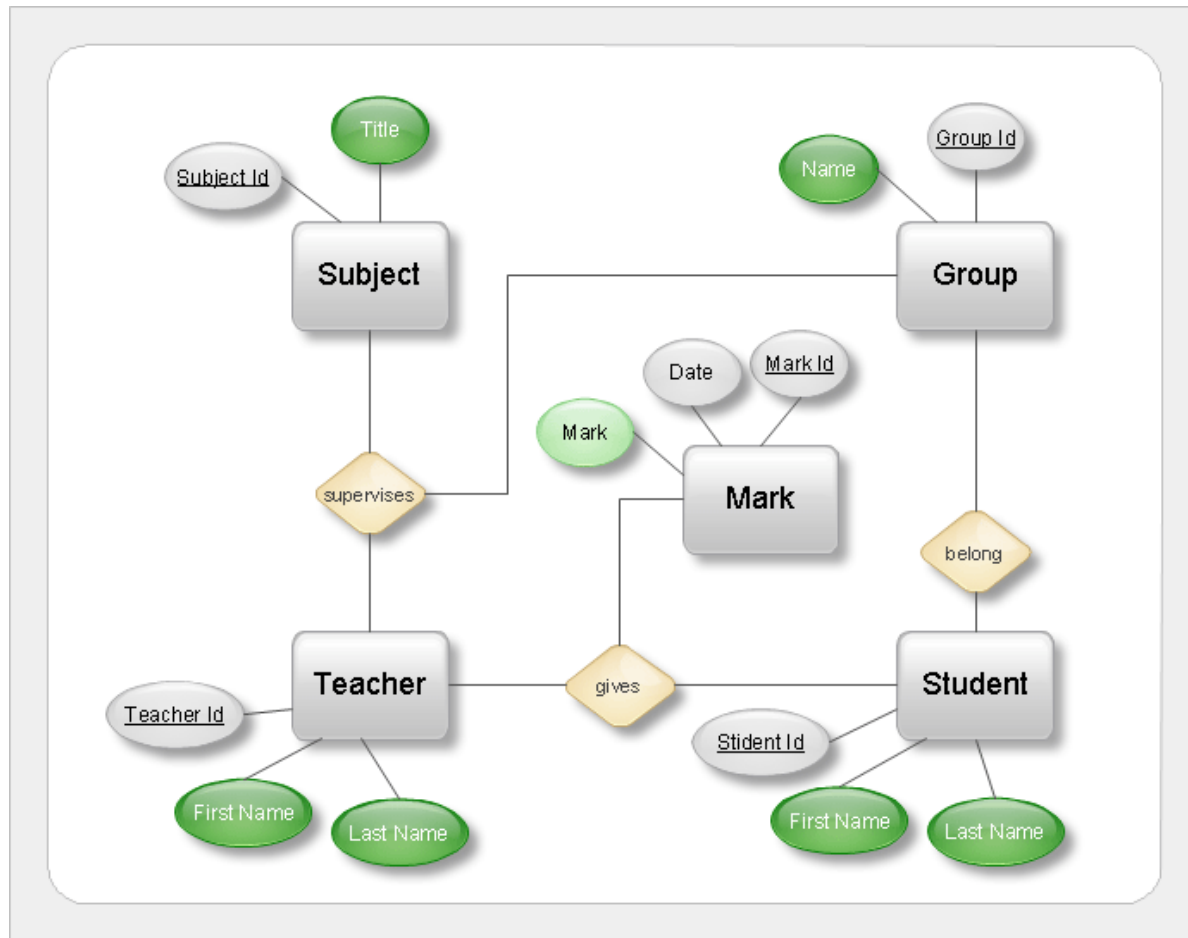 Title
Group Id
Subject Id
Name
Subject
Group
Date
Mark Id
Mark
Mark
supervises
belong
Teacher
gives
Student
Teacher Id
Stident Id
First Name
Last Name
First Name
Last Name